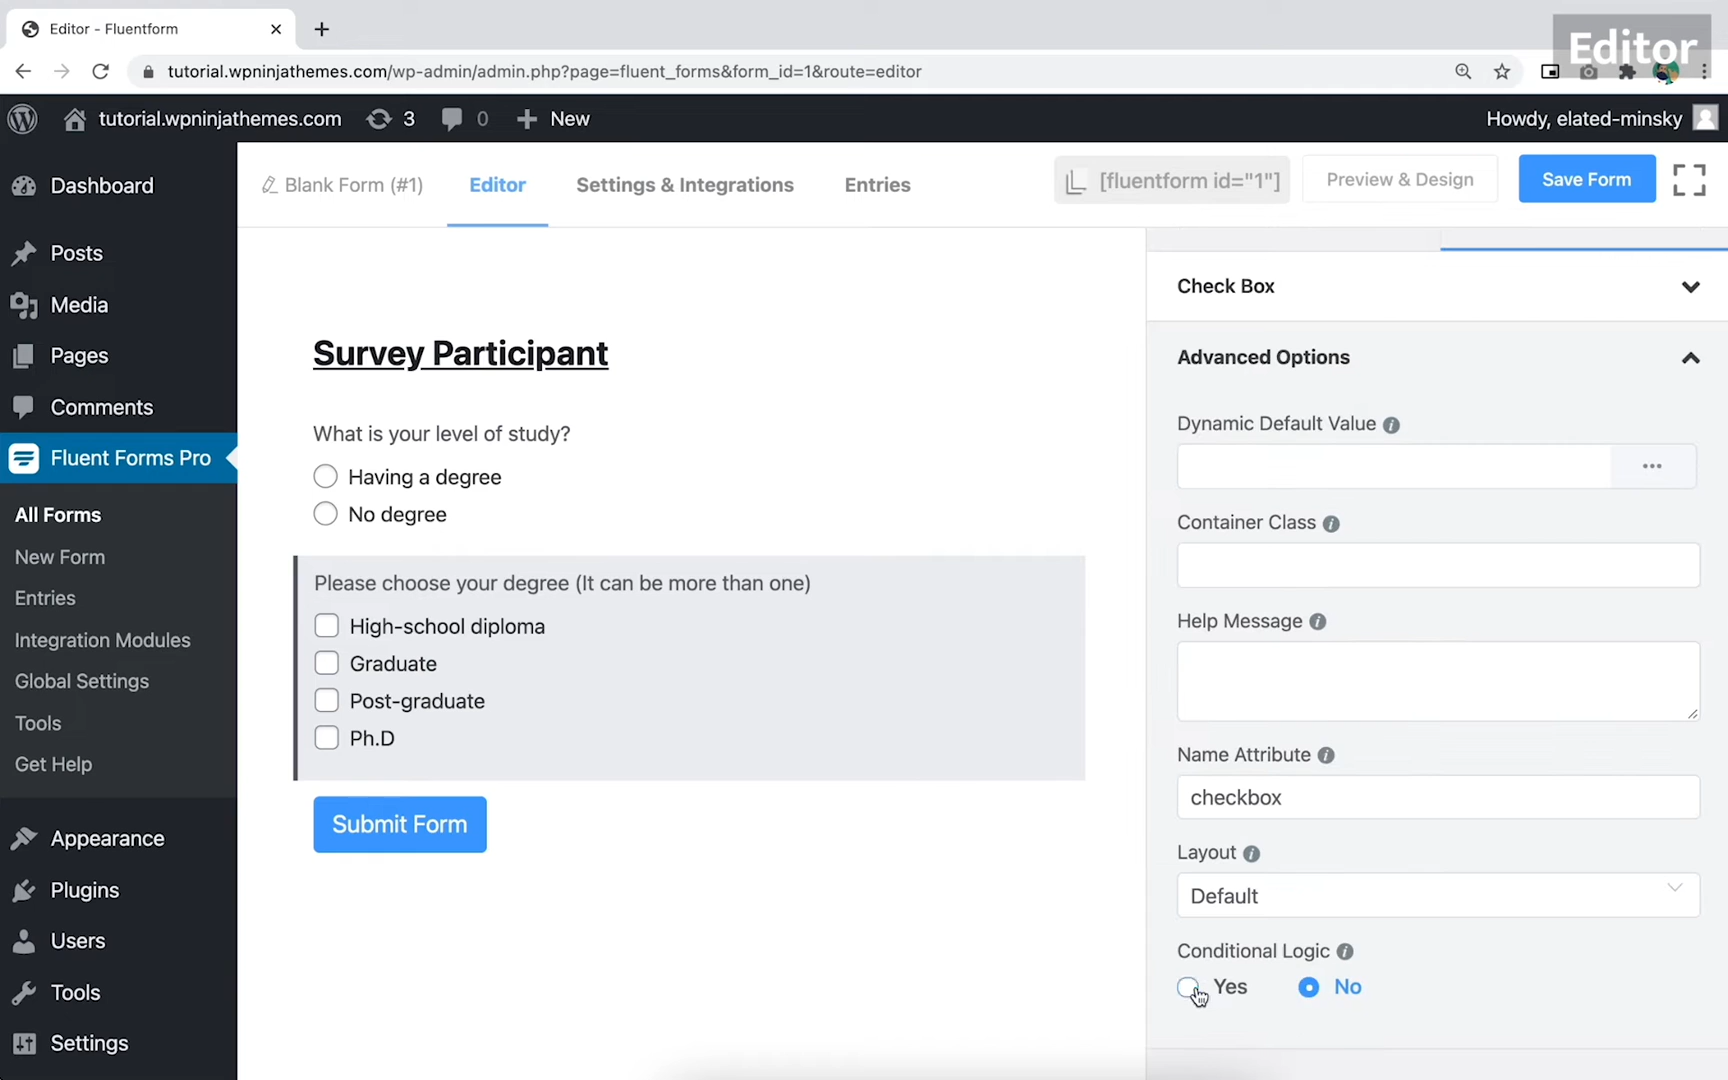 Editor - Fluentform
Editor
tutorial.wpninjathemes.com/wp-admin/admin.php?page=fluent_forms&form_id=1&route=editor
tutorial.wpninjathemes.com
3
0
New
Howdy, elated-minsky
Dashboard
Posts
Media
Pages
Comments
Fluent Forms Pro
All Forms
New Form
Entries
Integration Modules
Global Settings
Tools
Get Help
Appearance
Plugins
Users
Tools
Settings
Blank Form (#1)
Editor
Settings & Integrations
Entries
[fluentform id="1"]
Preview & Design
Save Form
Survey Participant
What is your level of study?
Having a degree
No degree
Please choose your degree (It can be more than one)
High-school diploma
Graduate
Post-graduate
Ph.D
Submit Form
Check Box
Advanced Options
Dynamic Default Value
Container Class
Help Message
Name Attribute
checkbox
Layout
Default
Conditional Logic
Yes
No